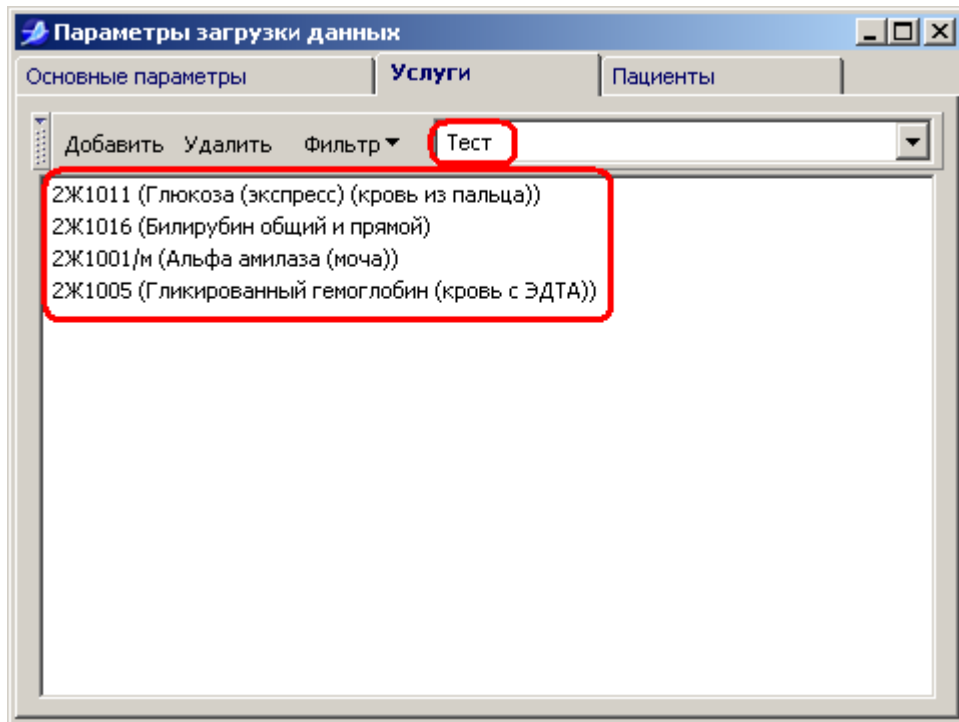 Параметры загрузки данных
Основные параметры Услуги Пациенты
Добавить Удалить Фильтр Тест
2Ж1011 (Глюкоза (экспресс) (кровь из пальца))
2Ж1016 (Билирубин общий и прямой)
2Ж1001/м (Альфа амилаза (моча))
2Ж1005 (Гликированный гемоглобин (кровь с ЭДТА))